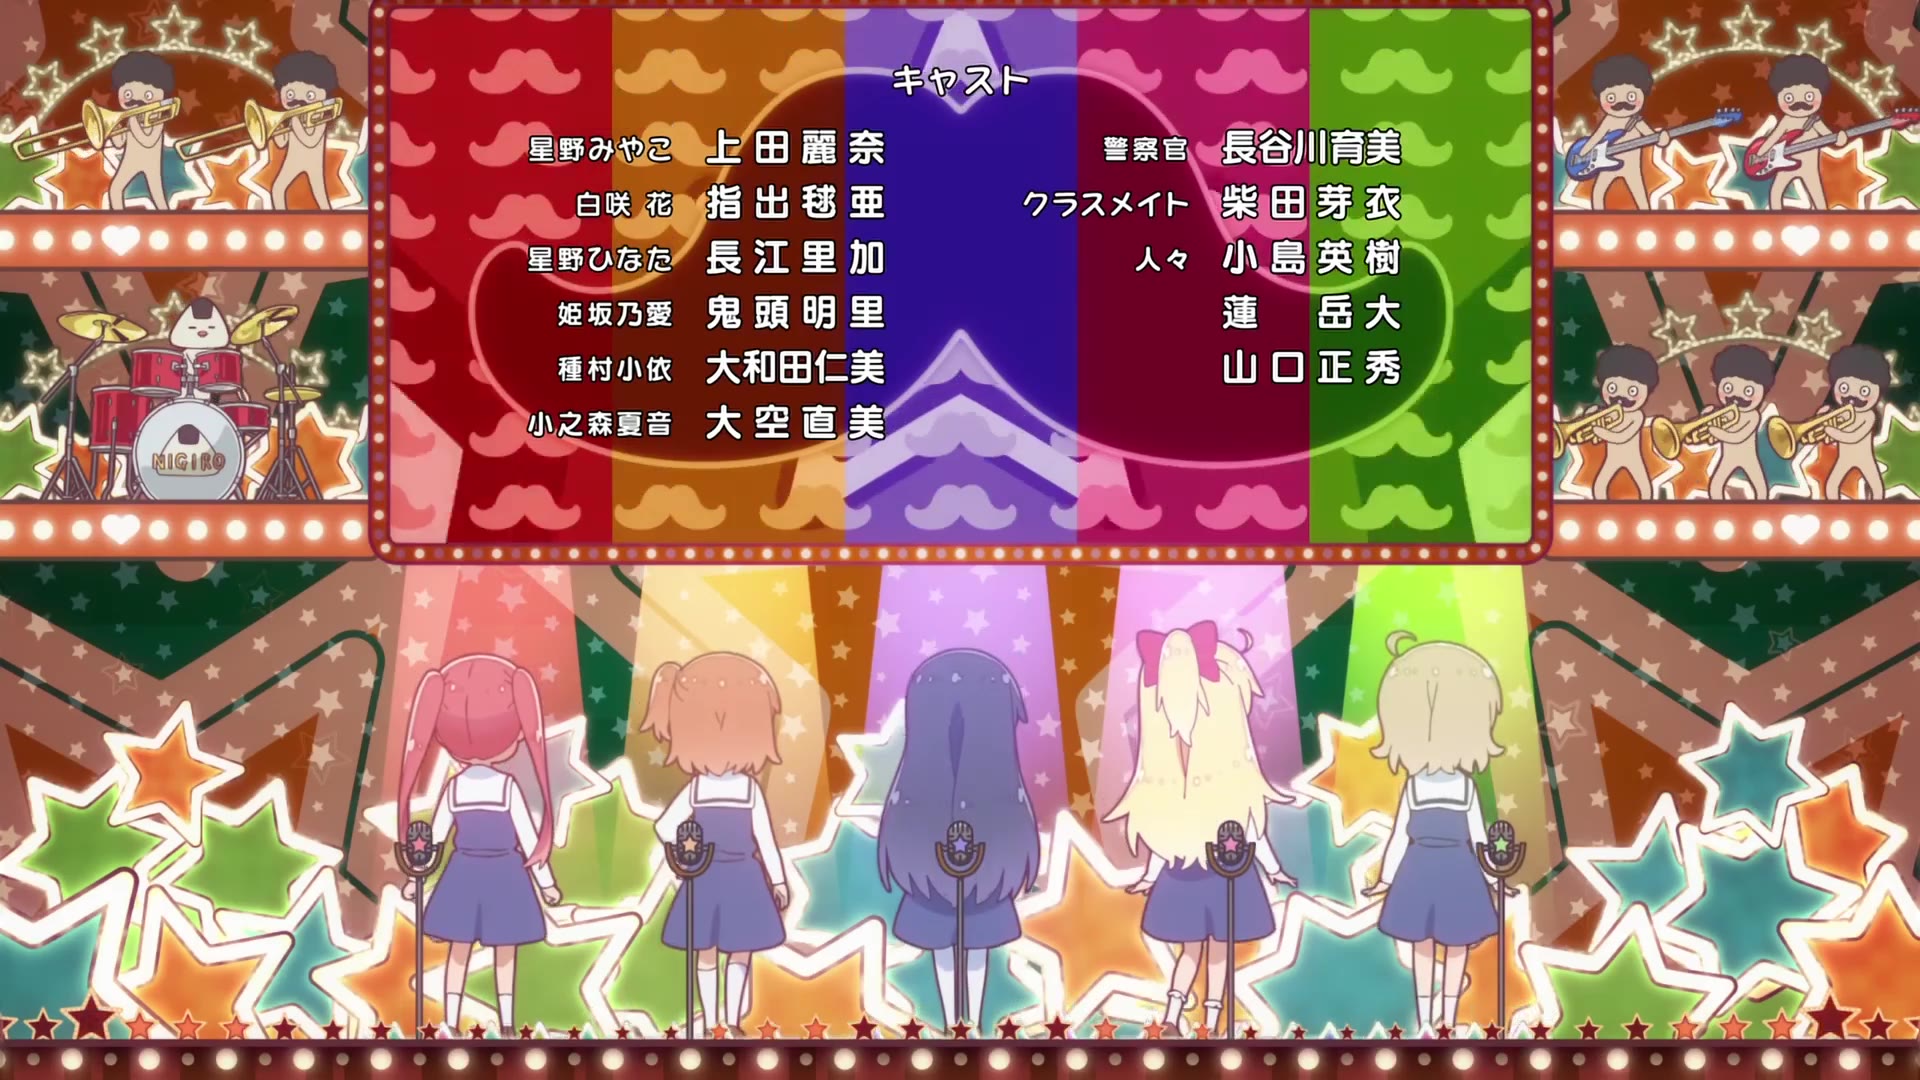 キャスト
星野みやこ 上田麗奈
白咲 花 指出毬亜
星野ひなた 長江里加
姫坂乃愛 鬼頭明里
種村小依 大和田仁美
小之森夏音 大空直美
警察官 長谷川育美
クラスメイト 柴田芽衣
人々 小島英樹
蓮 岳大
山口正秀
NIGIRO